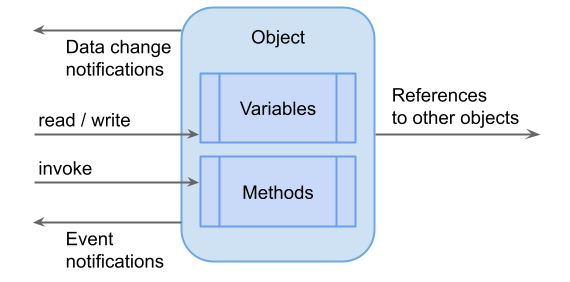 Object
Data change
notifications
Variables
References
to other objects
read / write
invoke
Methods
Event
notifications